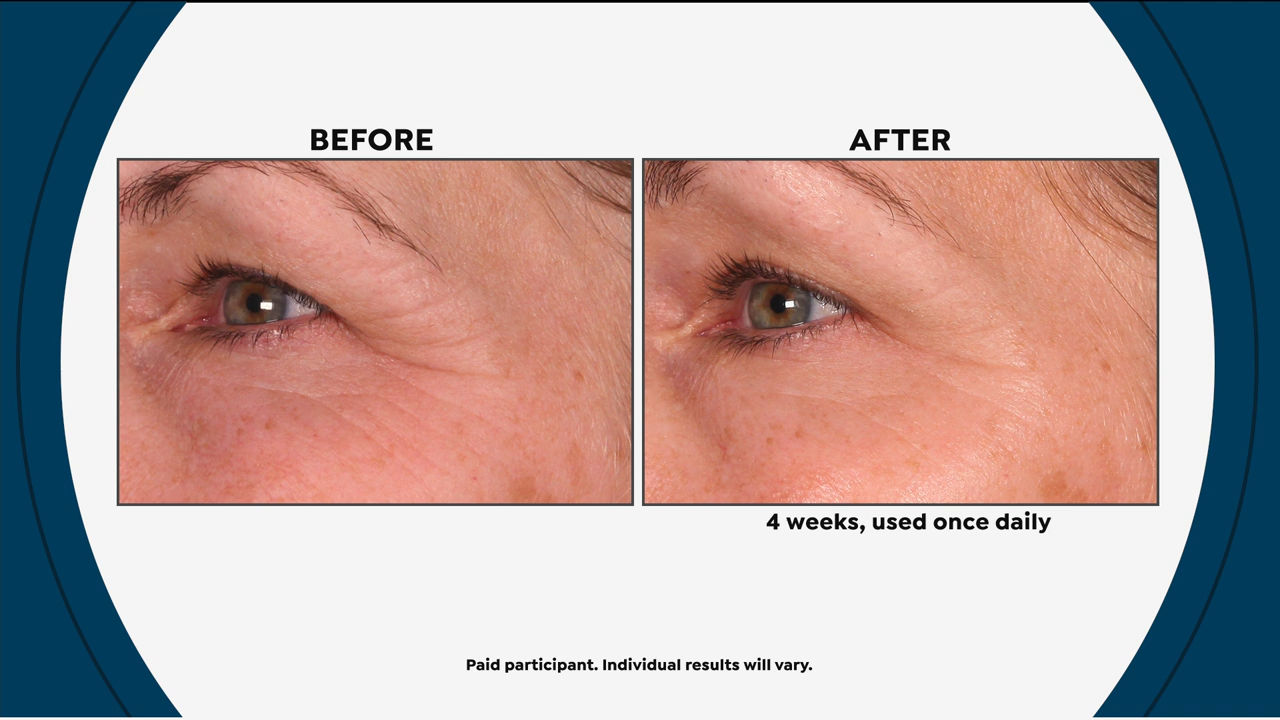 BEFORE
AFTER
4 weeks, used once daily
Paid participant. Individual results will vary.